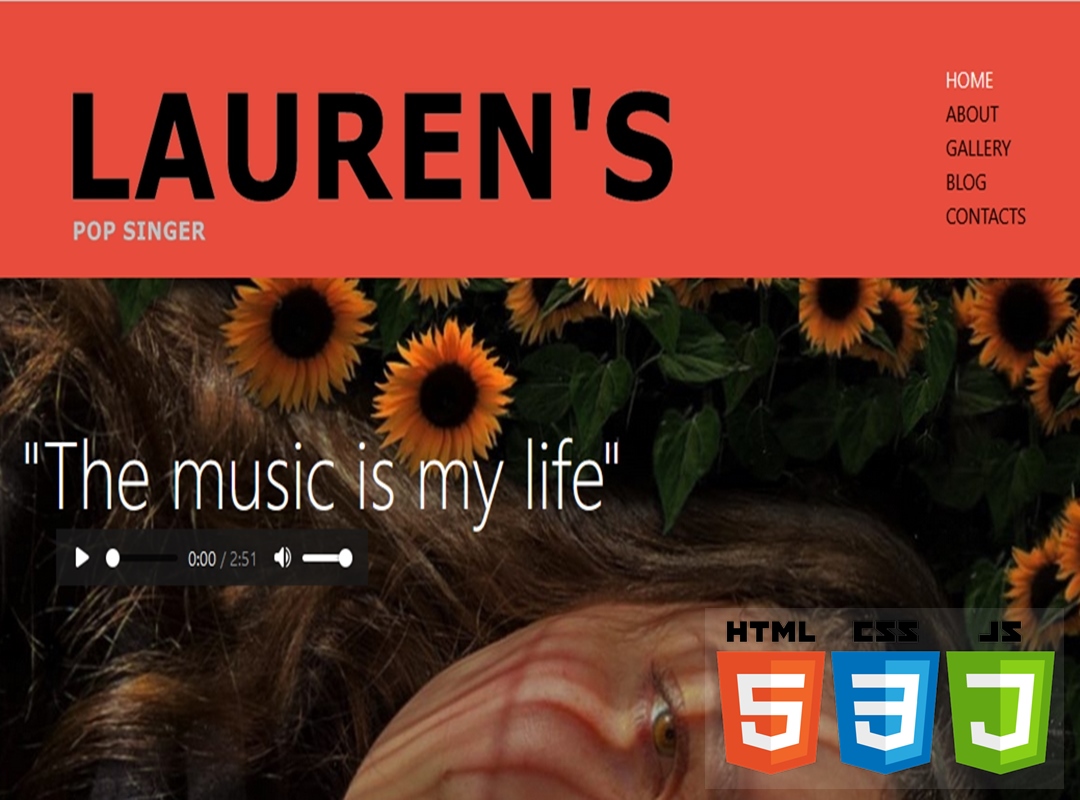 LAUREN'S
POP SINGER
HOME
ABOUT
GALLERY
BLOG
CONTACTS
"The music is my life"
0:00 / 2:51
HTML CSS JS
5 3 J